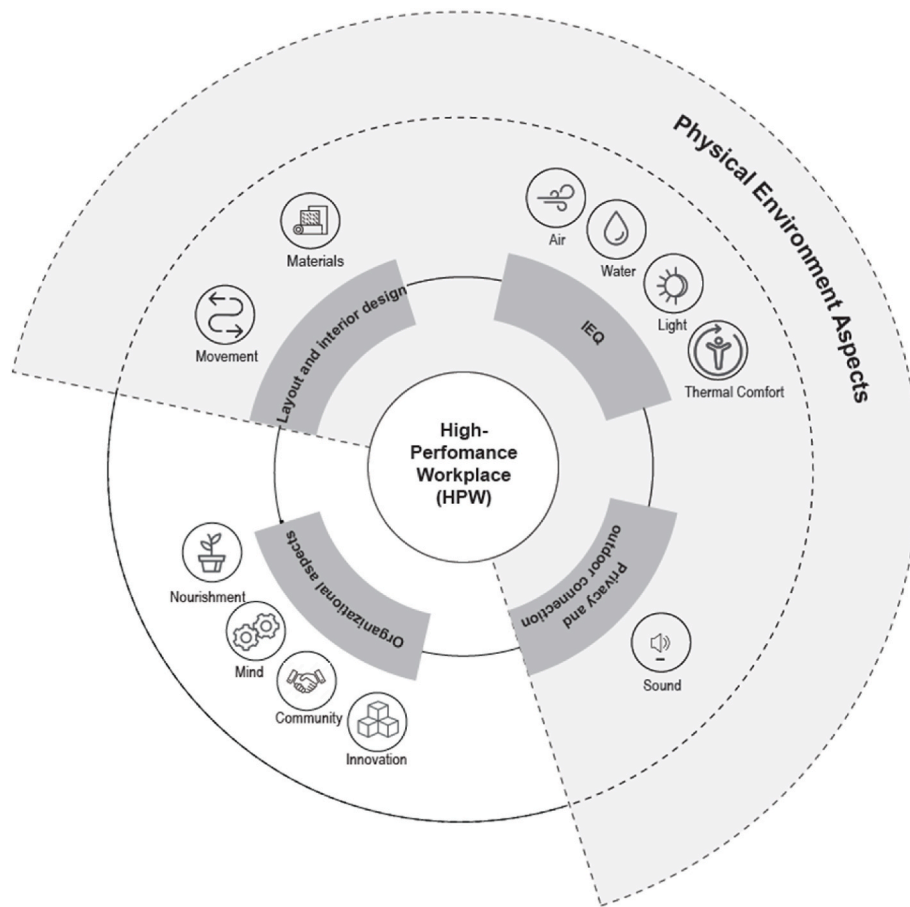 Physical Environment Aspects
Air
Water
Light
Thermal Comfort
IEQ
Materials
Movement
Layout and interior design
High-
Perfomance
Workplace
(HPW)
Privacy and
outdoor connection
Sound
Organizational aspects
Nourishment
Mind
Community
Innovation